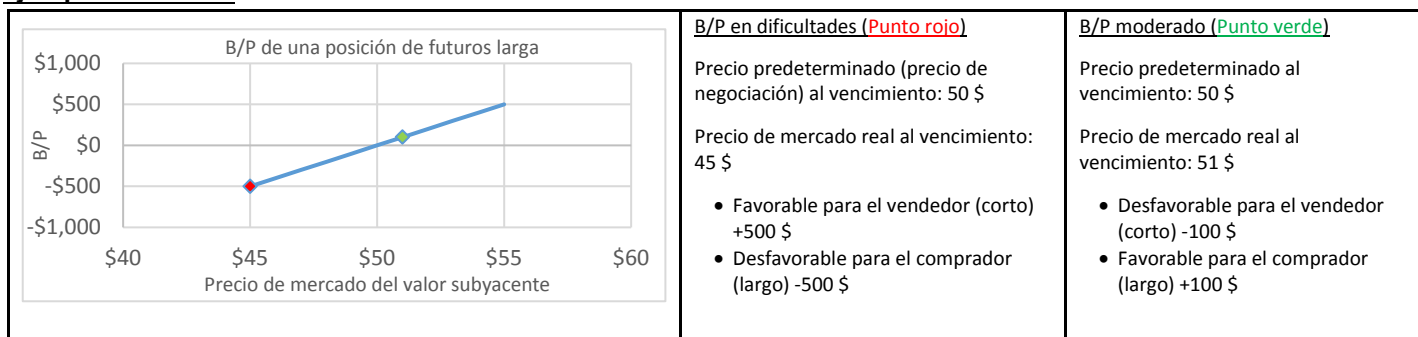 B/P de una posición de futuros larga
$1,000
$500
$0
-$500
-$1,000
B/P
$40
$45
$50
$55
$60
Precio de mercado del valor subyacente
B/P en dificultades (Punto rojo)
Precio predeterminado (precio de
negociación) al vencimiento: 50 $
Precio de mercado real al vencimiento:
45 $
• Favorable para el vendedor (corto)
+500 $
• Desfavorable para el comprador
(largo) -500 $
B/P moderado (Punto verde)
Precio predeterminado al
vencimiento: 50 $
Precio de mercado real al
vencimiento: 51 $
• Desfavorable para el vendedor
(corto) -100 $
• Favorable para el comprador
(largo) +100 $